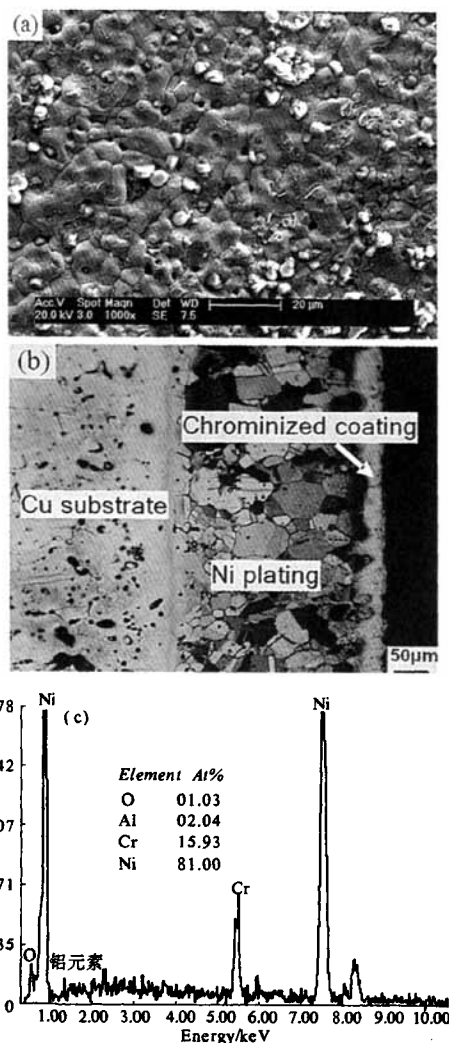 (a)
Acc.V Spot Magn Det WD
20.0 kV 3.0 1000x SE 7.5
20 μm
(b)
Chrominized coating
Cu substrate
Ni plating
50μm
(c)
Ni
Ni
Element At%
O 01.03
Al 02.04
Cr 15.93
Ni 81.00
Cr
O
铝元素
78
42
07
71
35
0
1.00 2.00 3.00 4.00 5.00 6.00 7.00 8.00 9.00 10.00
Energy/keV